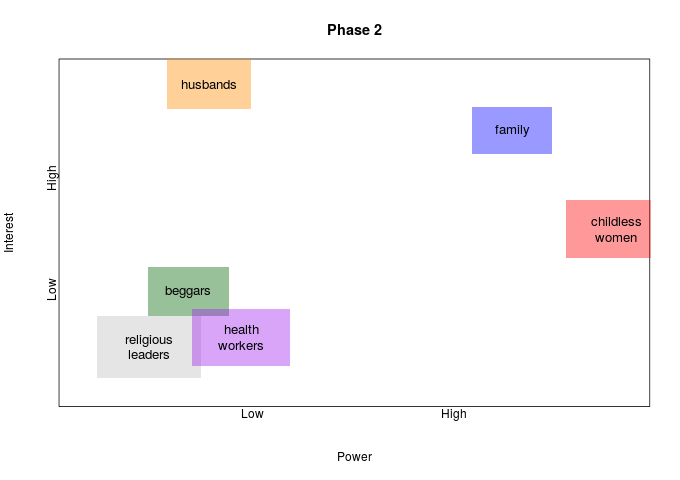 Phase 2
husbands
family
High
Interest
childless
women
Low
beggars
health
workers
religious
leaders
Low
High
Power